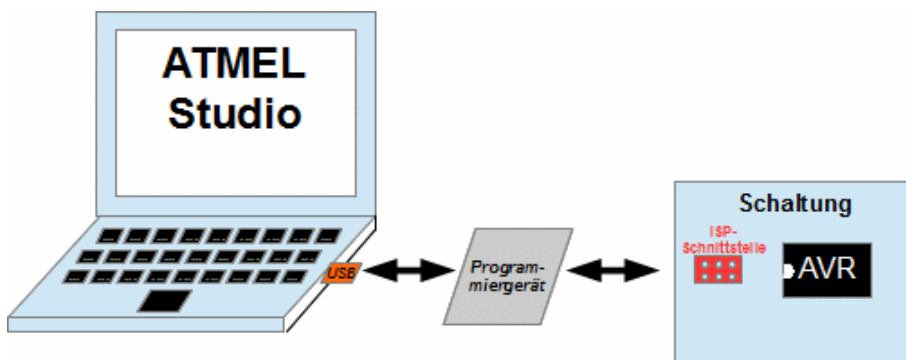 ATMEL
Studio
USB
Program-
miergerät
Schaltung
ISP-
Schnittstelle
AVR